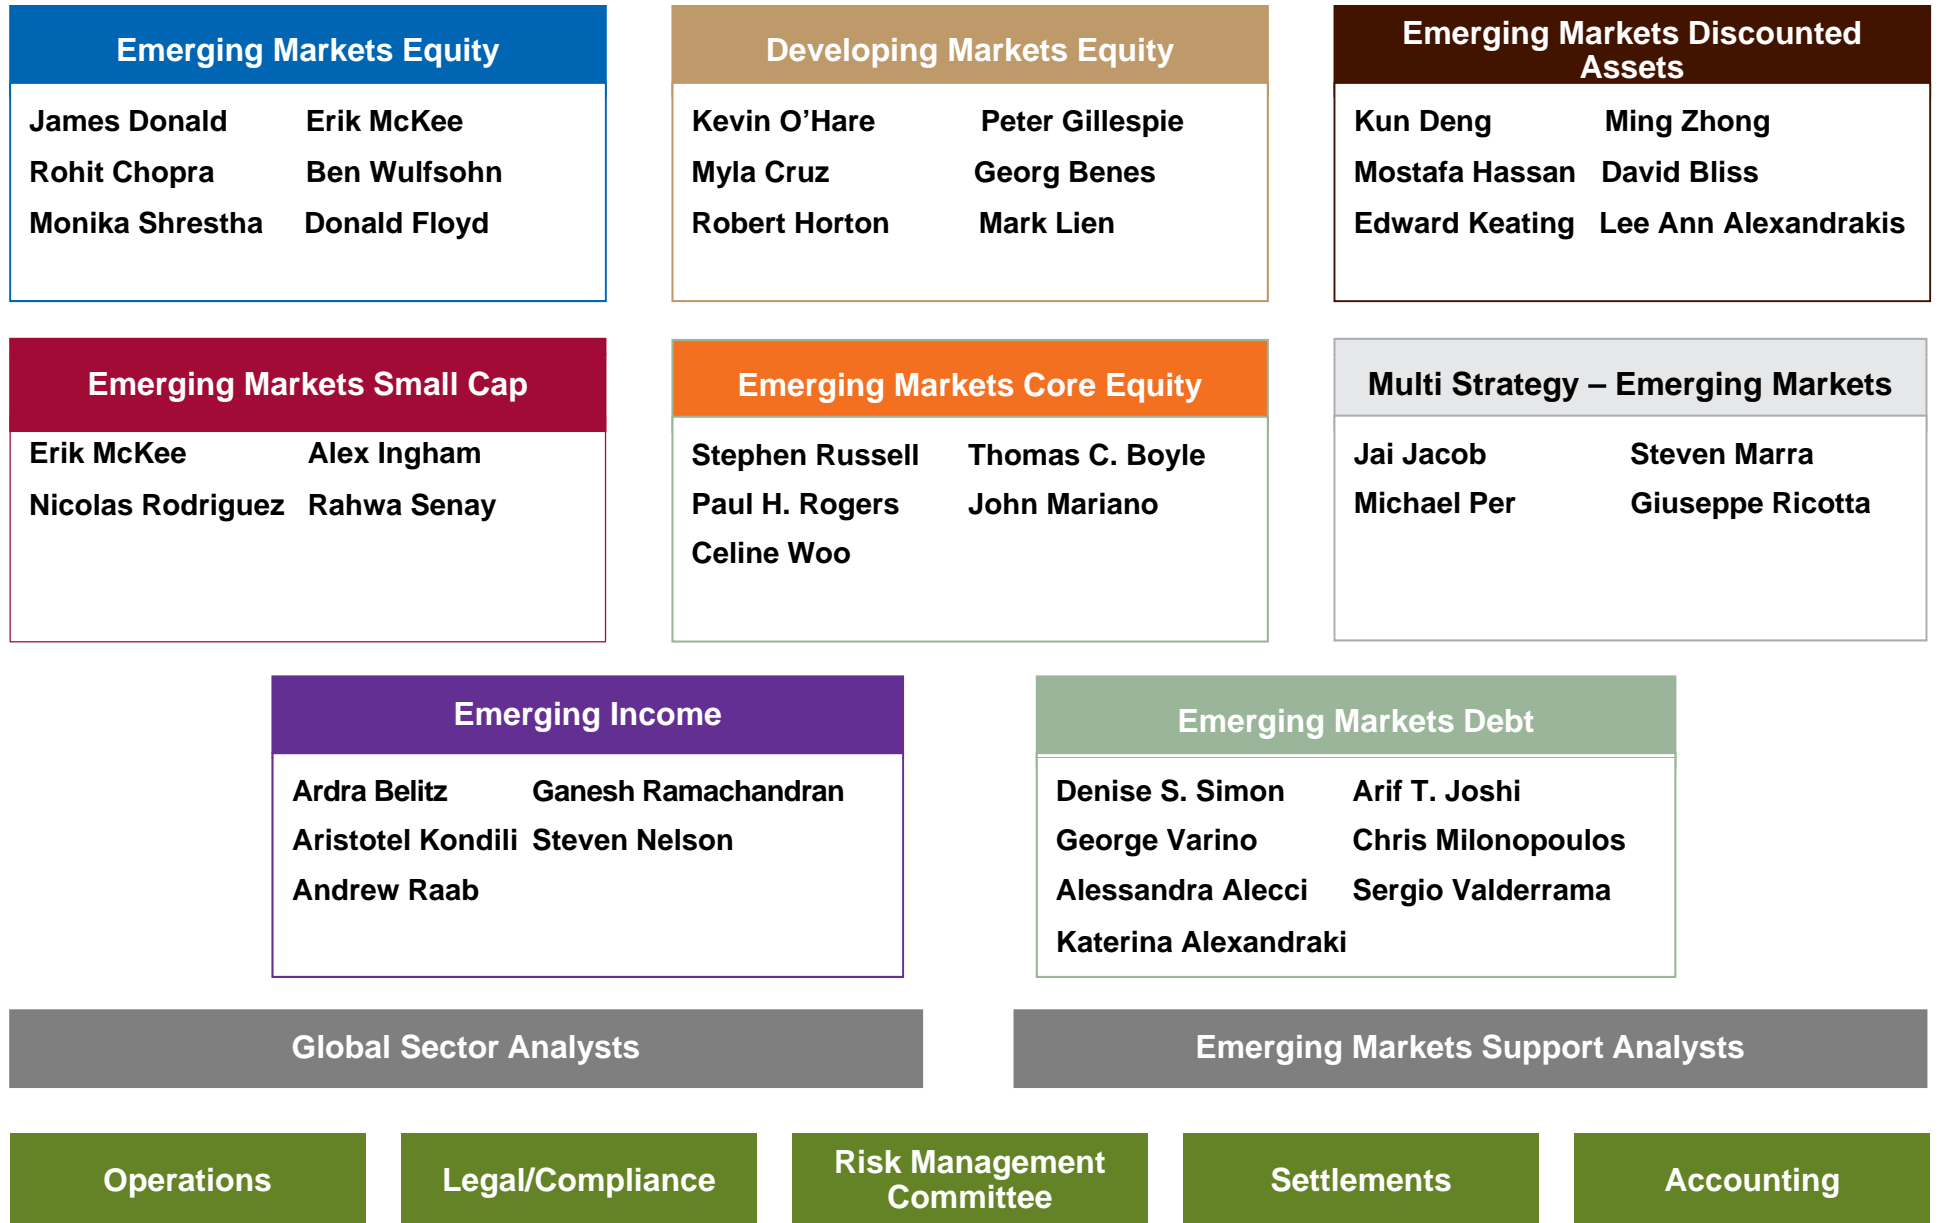 Emerging Markets Equity
James Donald Erik McKee
Rohit Chopra Ben Wulfsohn
Monika Shrestha Donald Floyd
Developing Markets Equity
Kevin O’Hare Peter Gillespie
Myla Cruz Georg Benes
Robert Horton Mark Lien
Emerging Markets Discounted
Assets
Kun Deng Ming Zhong
Mostafa Hassan David Bliss
Edward Keating Lee Ann Alexandrakis
Emerging Markets Small Cap
Erik McKee Alex Ingham
Nicolas Rodriguez Rahwa Senay
Emerging Markets Core Equity
Stephen Russell Thomas C. Boyle
Paul H. Rogers John Mariano
Celine Woo
Multi Strategy – Emerging Markets
Jai Jacob Steven Marra
Michael Per Giuseppe Ricotta
Emerging Income
Ardra Belitz Ganesh Ramachandran
Aristotel Kondili Steven Nelson
Andrew Raab
Emerging Markets Debt
Denise S. Simon Arif T. Joshi
George Varino Chris Milonopoulos
Alessandra Alecci Sergio Valderrama
Katerina Alexandraki
Global Sector Analysts
Emerging Markets Support Analysts
Operations
Legal/Compliance
Risk Management
Committee
Settlements
Accounting